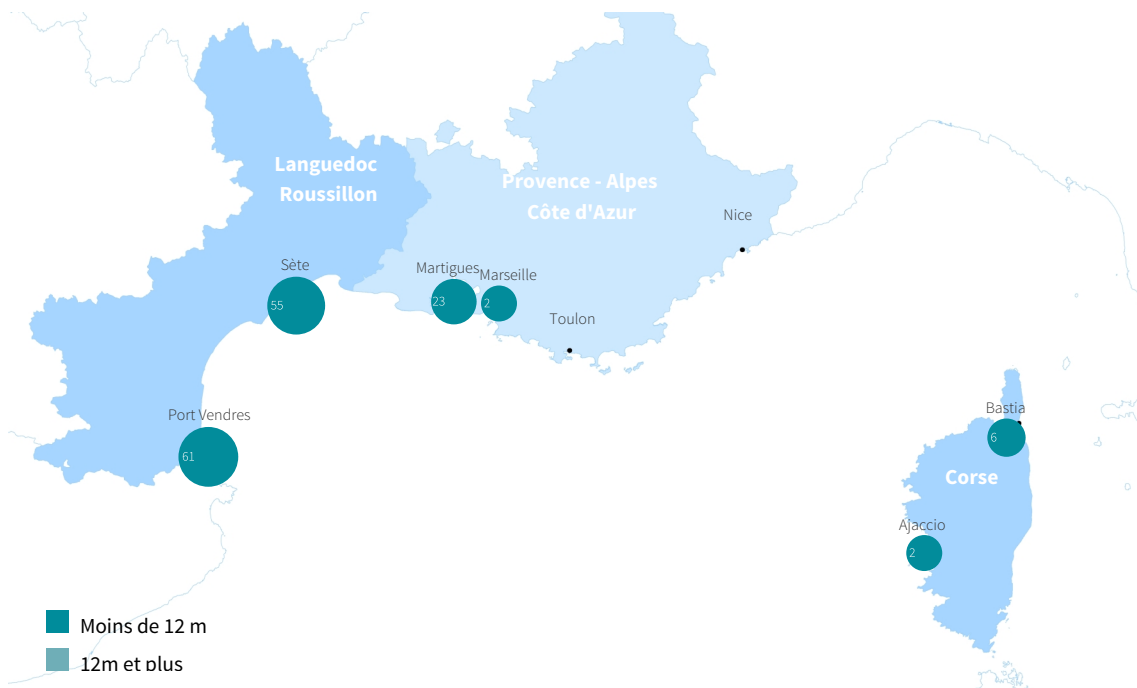 Languedoc
Roussillon
Provence - Alpes
Côte d'Azur
Nice
Sète
55
Martigues
23
Marseille
2
Toulon
Port Vendres
61
Bastia
6
Corse
Ajaccio
2
Moins de 12 m
12m et plus